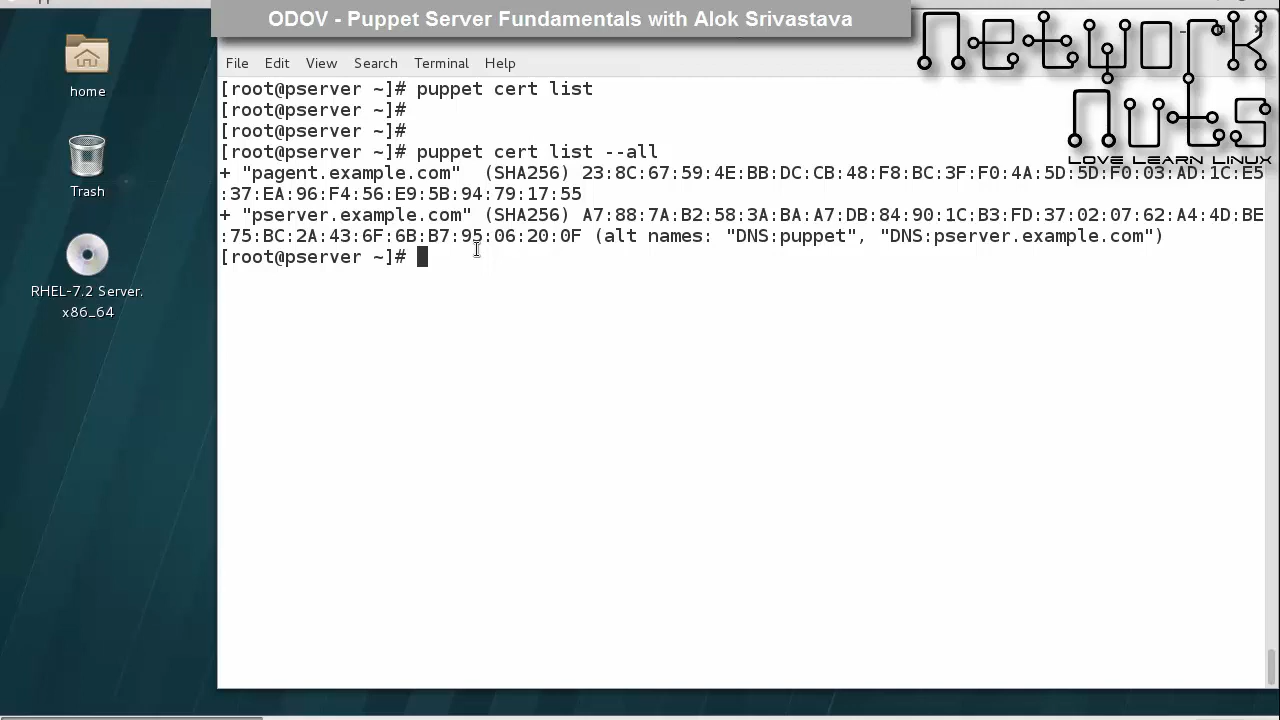 ODOV - Puppet Server Fundamentals with Alok Srivastava
Network
Nuts
LOVE LEARN LINUX
home
Trash
RHEL-7.2 Server.
x86_64
File Edit View Search Terminal Help
[root@pserver ~]# puppet cert list
[root@pserver ~]#
[root@pserver ~]#
[root@pserver ~]# puppet cert list --all
+ "pagent.example.com"  (SHA256) 23:8C:67:59:4E:BB:DC:CB:48:F8:BC:3F:F0:4A:5D:5D:F0:03:AD:1C:E5
:37:EA:96:F4:56:E9:5B:94:79:17:55
+ "pserver.example.com" (SHA256) A7:88:7A:B2:58:3A:BA:A7:DB:84:90:1C:B3:FD:37:02:07:62:A4:4D:BE
:75:BC:2A:43:6F:6B:B7:95:06:20:0F (alt names: "DNS:puppet", "DNS:pserver.example.com")
[root@pserver ~]#